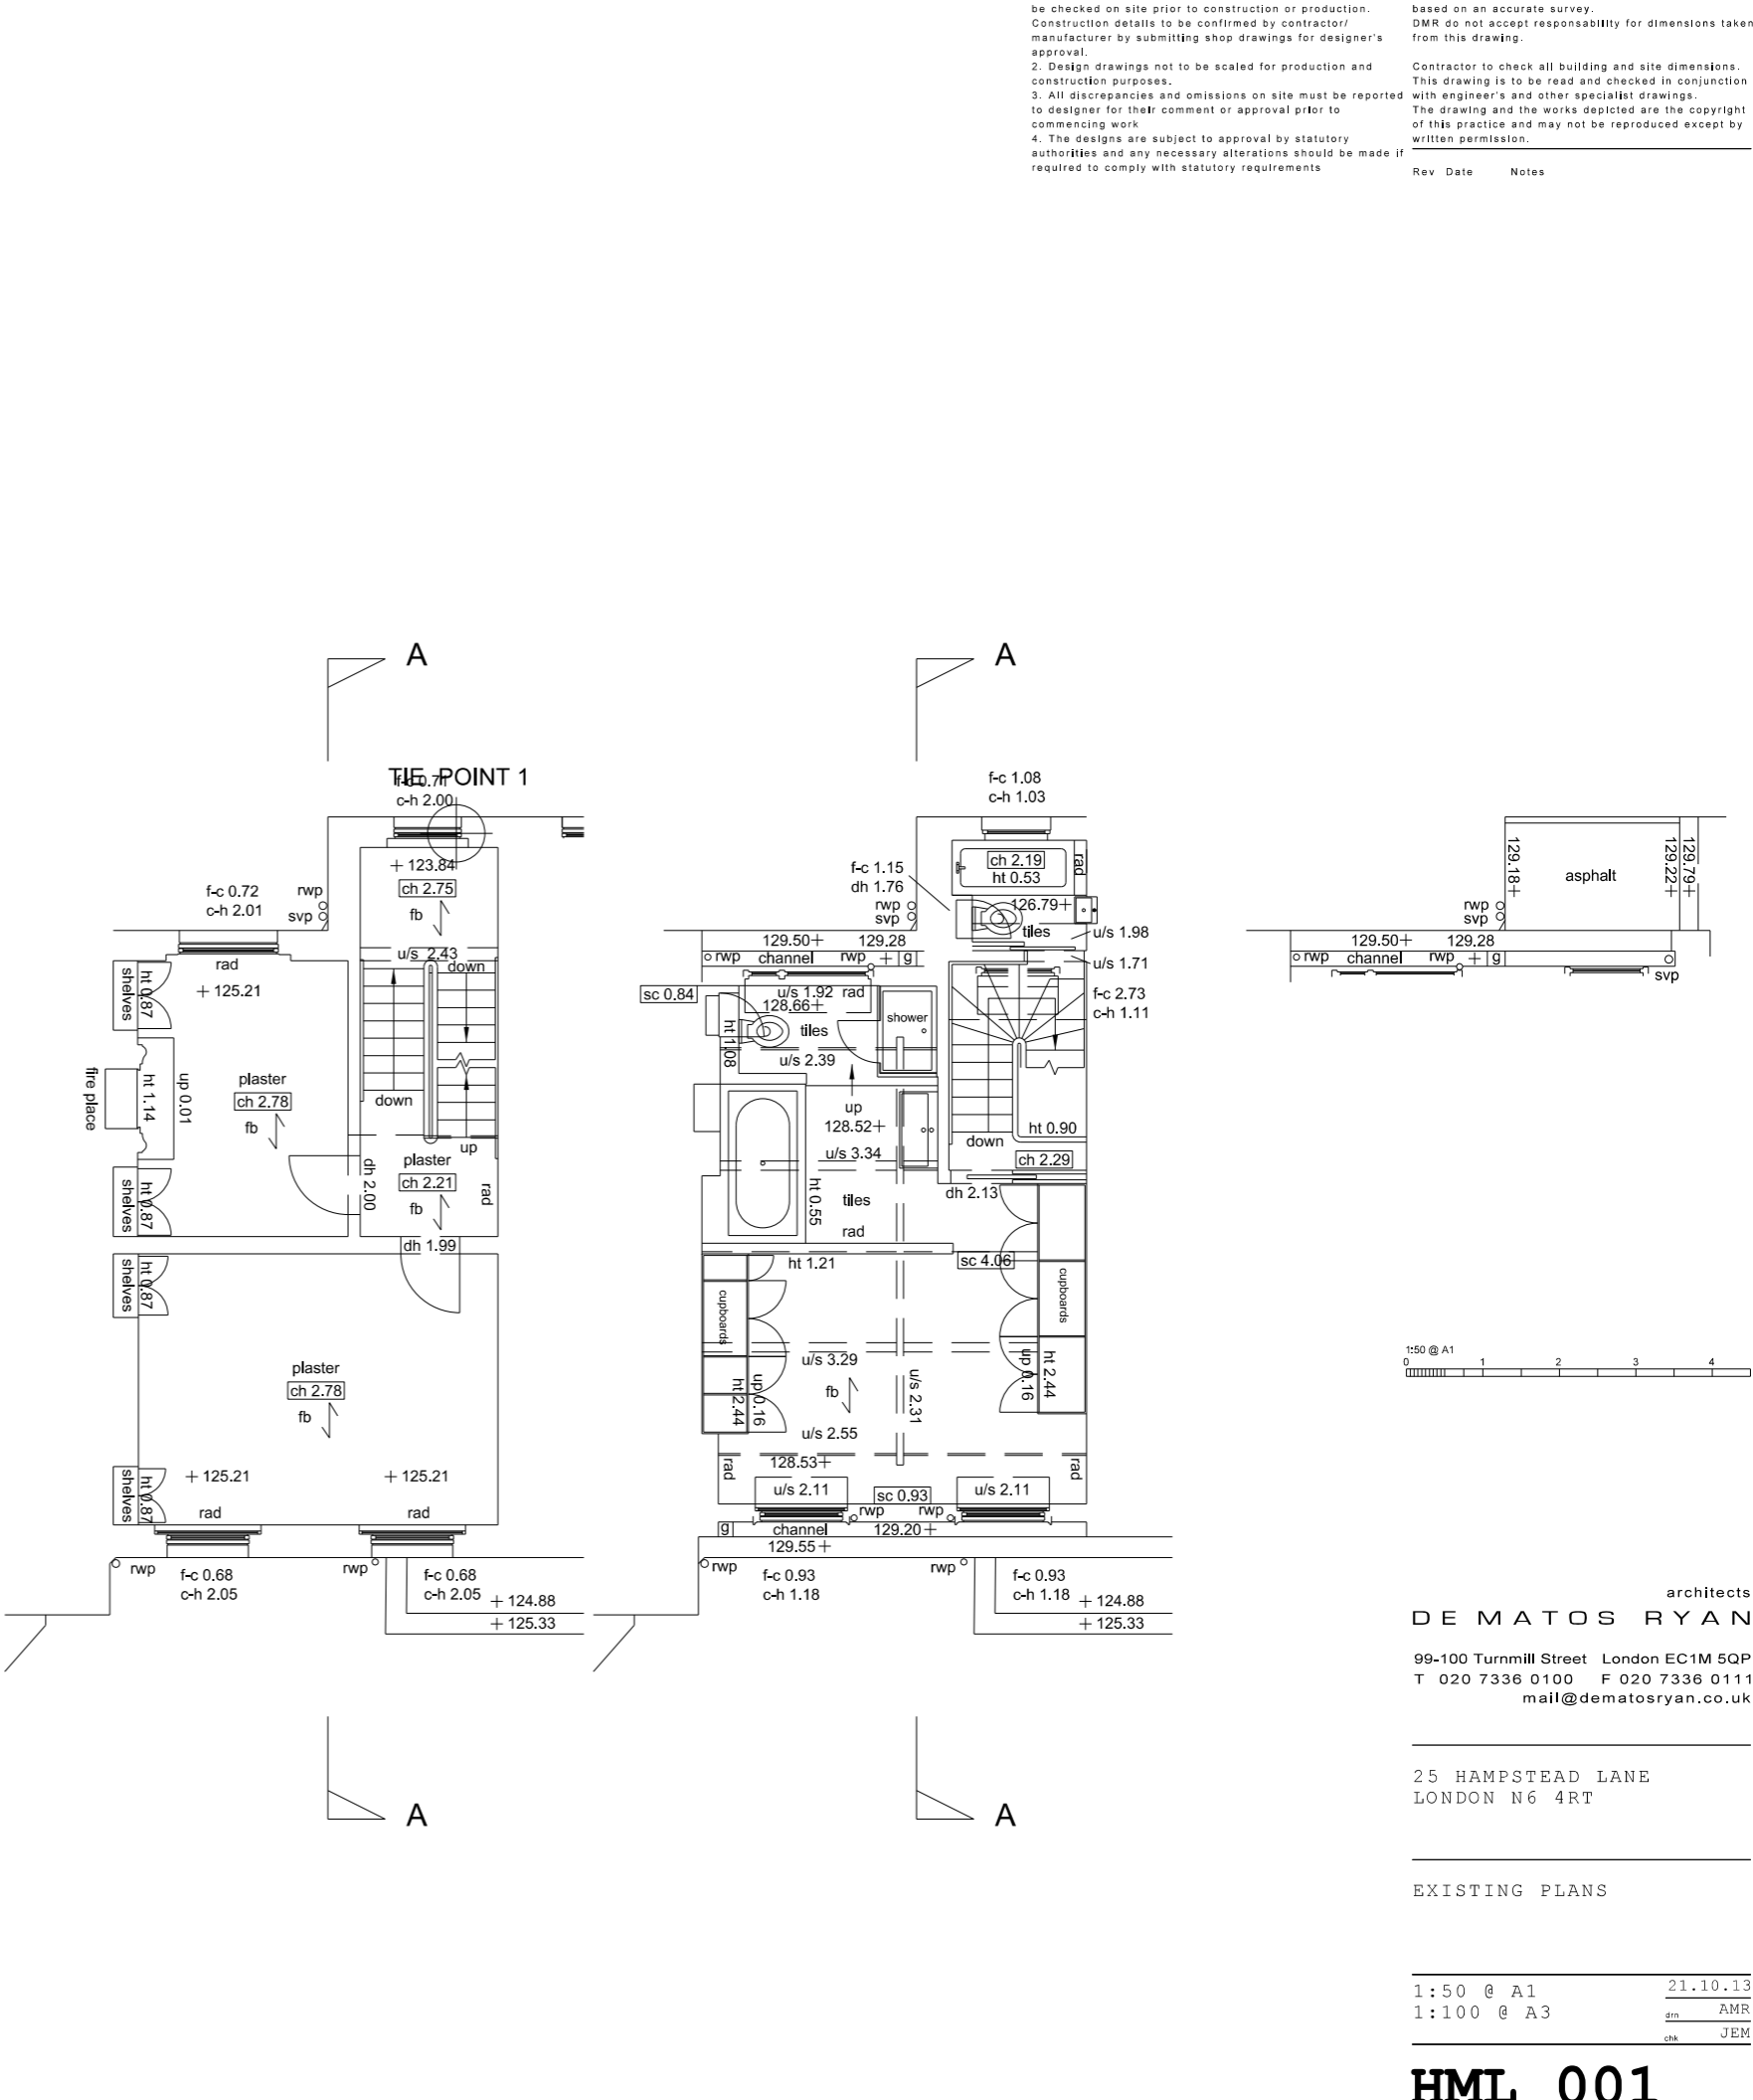 be checked on site prior to construction or production.
Construction details to be confirmed by contractor/
manufacturer by submitting shop drawings for designer's
approval.
2. Design drawings not to be scaled for production and
construction purposes.
3. All discrepancies and omissions on site must be reported
to designer for their comment or approval prior to
commencing work
4. The designs are subject to approval by statutory
authorities and any necessary alterations should be made if
required to comply with statutory requirements
based on an accurate survey.
DMR do not accept responsability for dimensions taken
from this drawing.
Contractor to check all building and site dimensions.
This drawing is to be read and checked in conjunction
with engineer's and other specialist drawings.
The drawing and the works depicted are the copyright
of this practice and may not be reproduced except by
written permission.
Rev Date Notes
A
TIE POINT 1
f-c 0.71
c-h 2.00
+ 123.84
ch 2.75
fb
f-c 0.72
c-h 2.01
rwp
svp
u/s 2.43
down
rad
+ 125.21
shelves
ht 0.87
fire place
ht 1.14
up 0.01
plaster
ch 2.78
fb
down
up
plaster
ch 2.21
fb
rad
dh 2.00
shelves
ht 0.87
dh 1.99
shelves
ht 0.87
plaster
ch 2.78
fb
shelves
ht 0.87
+ 125.21
+ 125.21
rad
rad
rwp
f-c 0.68
c-h 2.05
rwp
f-c 0.68
c-h 2.05
+ 124.88
+ 125.33
A
A
f-c 1.08
c-h 1.03
ch 2.19
ht 0.53
rad
f-c 1.15
dh 1.76
rwp
svp
126.79+
tiles
u/s 1.98
u/s 1.71
f-c 2.73
c-h 1.11
129.50+
129.28
rwp
channel
rwp
+
g
sc 0.84
u/s 1.92
rad
128.66+
tiles
shower
ht 1.08
u/s 2.39
up
128.52+
u/s 3.34
down
ht 0.90
ch 2.29
dh 2.13
ht 0.55
tiles
rad
ht 1.21
sc 4.06
cupboards
cupboards
u/s 3.29
fb
u/s 2.31
up 0.16
ht 2.44
up 0.16
ht 2.44
u/s 2.55
128.53+
rad
rad
u/s 2.11
sc 0.93
u/s 2.11
rwp
rwp
g
channel
129.20+
129.55+
rwp
f-c 0.93
c-h 1.18
rwp
f-c 0.93
c-h 1.18
+ 124.88
+ 125.33
A
129.18+
asphalt
129.22+
129.79+
rwp
svp
129.50+
129.28
rwp
channel
rwp
+
g
svp
1:50 @ A1
0 1 2 3 4
architects
DE MATOS RYAN
99-100 Turnmill Street London EC1M 5QP
T 020 7336 0100 F 020 7336 0111
mail@dematosryan.co.uk
25 HAMPSTEAD LANE
LONDON N6 4RT
EXISTING PLANS
1:50 @ A1
1:100 @ A3
21.10.13
drn AMR
chk JEM
HML 001